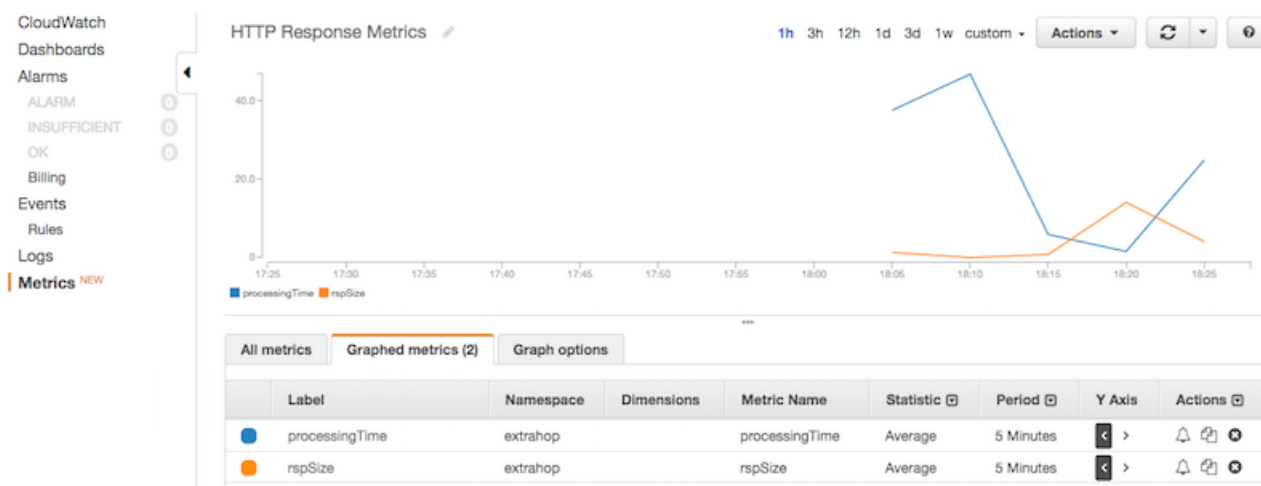 CloudWatch
Dashboards
Alarms
ALARM 0
INSUFFICIENT 0
OK 0
Billing
Events
Rules
Logs
Metrics NEW
HTTP Response Metrics
1h 3h 12h 1d 3d 1w custom
Actions
40.0
20.0
0
17:25 17:30 17:35 17:40 17:45 17:50 17:55 18:00 18:05 18:10 18:15 18:20 18:25
processingTime rspSize
All metrics Graphed metrics (2) Graph options
Label Namespace Dimensions Metric Name Statistic Period Y Axis Actions
processingTime extrahop processingTime Average 5 Minutes < >
rspSize extrahop rspSize Average 5 Minutes < >